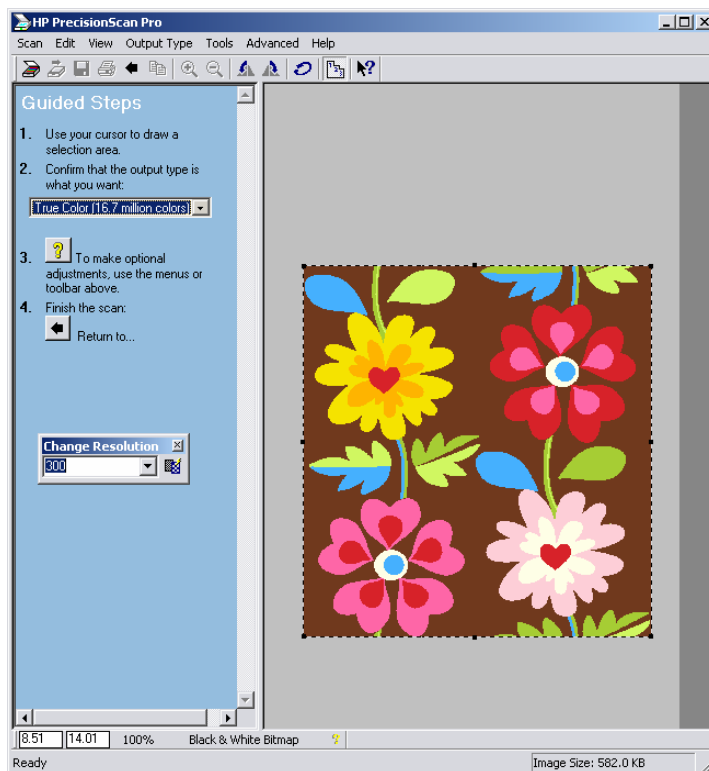 HP PrecisionScan Pro
Scan Edit View Output Type Tools Advanced Help
Guided Steps
1. Use your cursor to draw a
selection area.
2. Confirm that the output type is
what you want:
True Color (16.7 million colors)
3. ? To make optional
adjustments, use the menus or
toolbar above.
4. Finish the scan:
Return to...
Change Resolution
300
8.51 14.01 100% Black & White Bitmap
Ready Image Size: 582.0 KB